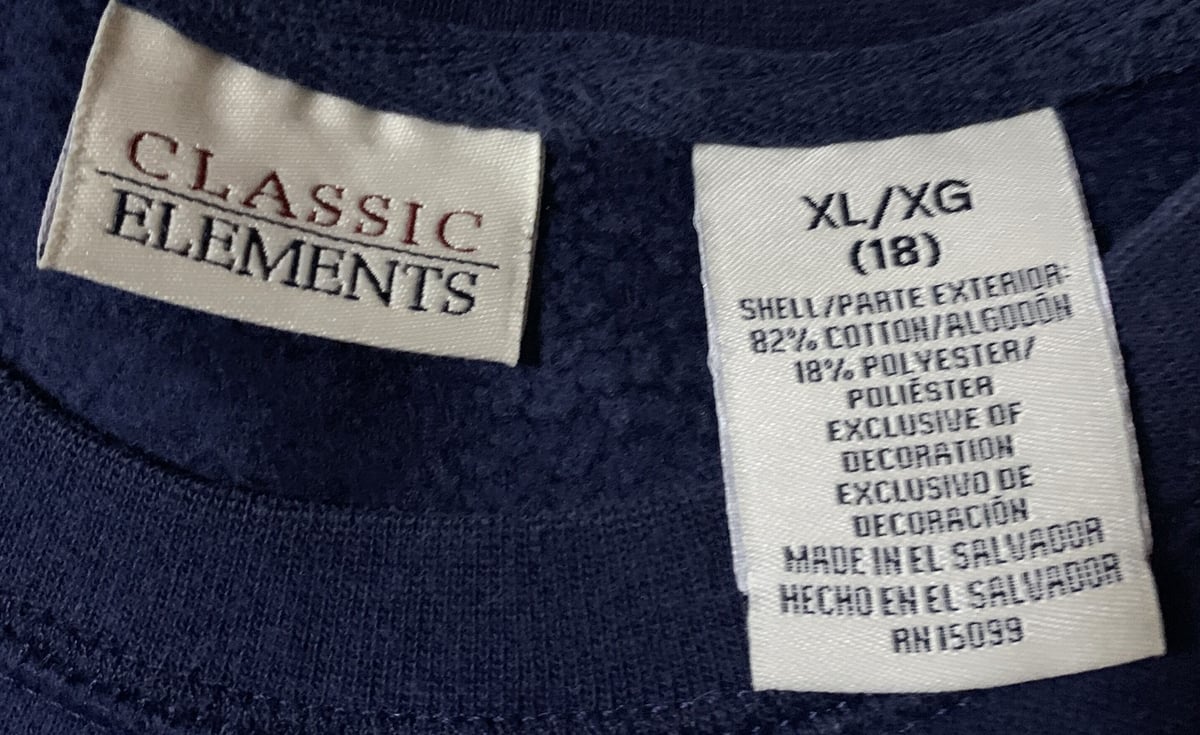 CLASSIC
ELEMENTS
XL/XG
(18)
SHELL/PARTE EXTERIOR:
82% COTTON/ALGODÓN
18% POLYESTER/
POLIÉSTER
EXCLUSIVE OF
DECORATION
EXCLUSIVO DE
DECORACIÓN
MADE IN EL SALVADOR
HECHO EN EL SALVADOR
RN 15099